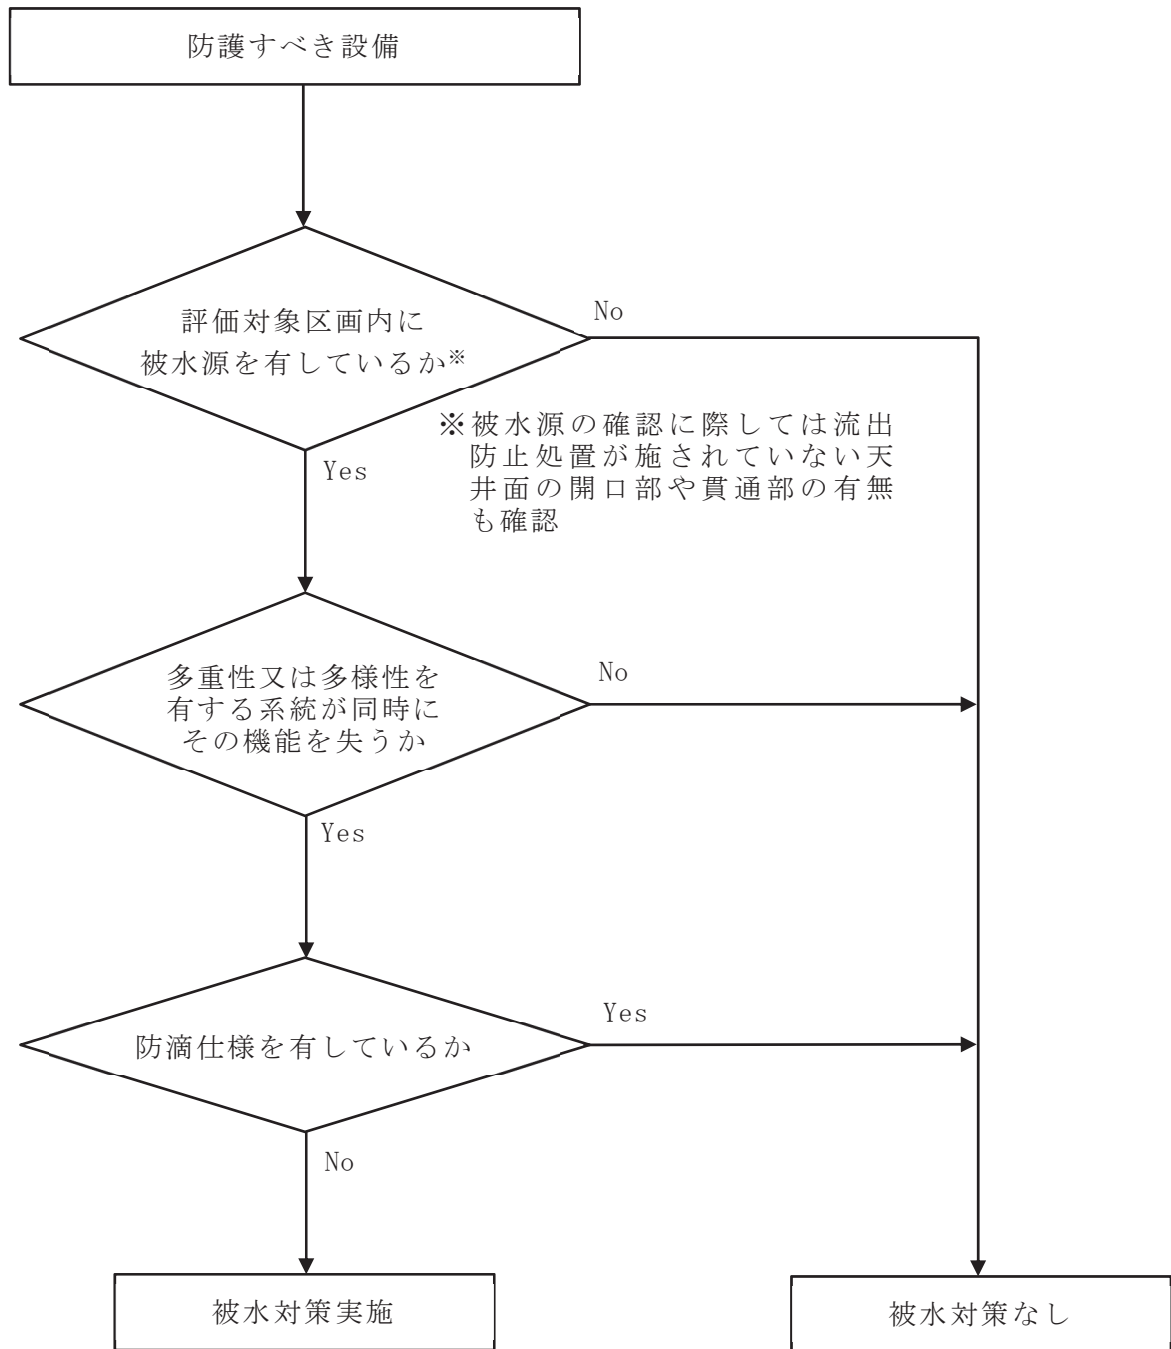 防護すべき設備
評価対象区画内に
被水源を有しているか※
No
※被水源の確認に際しては流出
防止処置が施されていない天
井面の開口部や貫通部の有無
も確認
Yes
多重性又は多様性を
有する系統が同時に
その機能を失うか
No
Yes
防滴仕様を有しているか
Yes
No
被水対策実施
被水対策なし